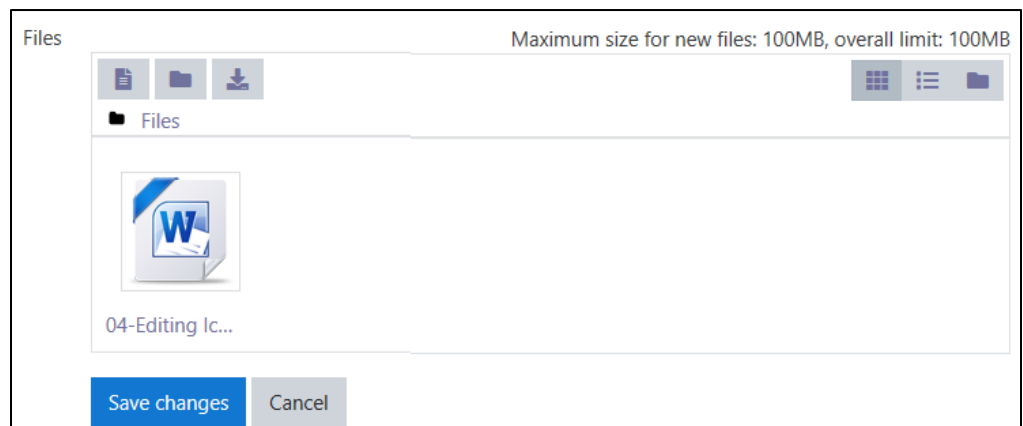 Files
Maximum size for new files: 100MB, overall limit: 100MB
Files
W
04-Editing Ic...
Save changes
Cancel